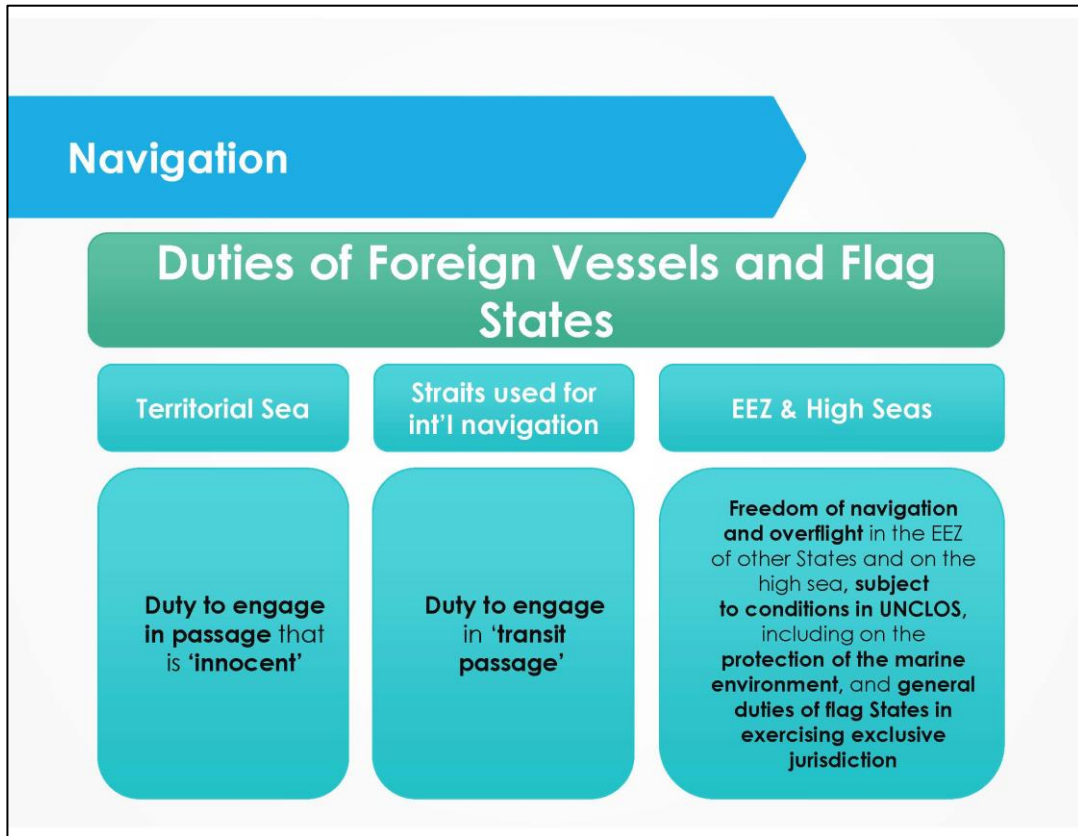 Navigation
Duties of Foreign Vessels and Flag
States
Territorial Sea
Straits used for
int'l navigation
EEZ & High Seas
Duty to engage
in passage that
is ‘innocent’
Duty to engage
in ‘transit
passage’
Freedom of navigation
and overflight in the EEZ
of other States and on the
high sea, subject
to conditions in UNCLOS,
including on the
protection of the marine
environment, and general
duties of flag States in
exercising exclusive
jurisdiction